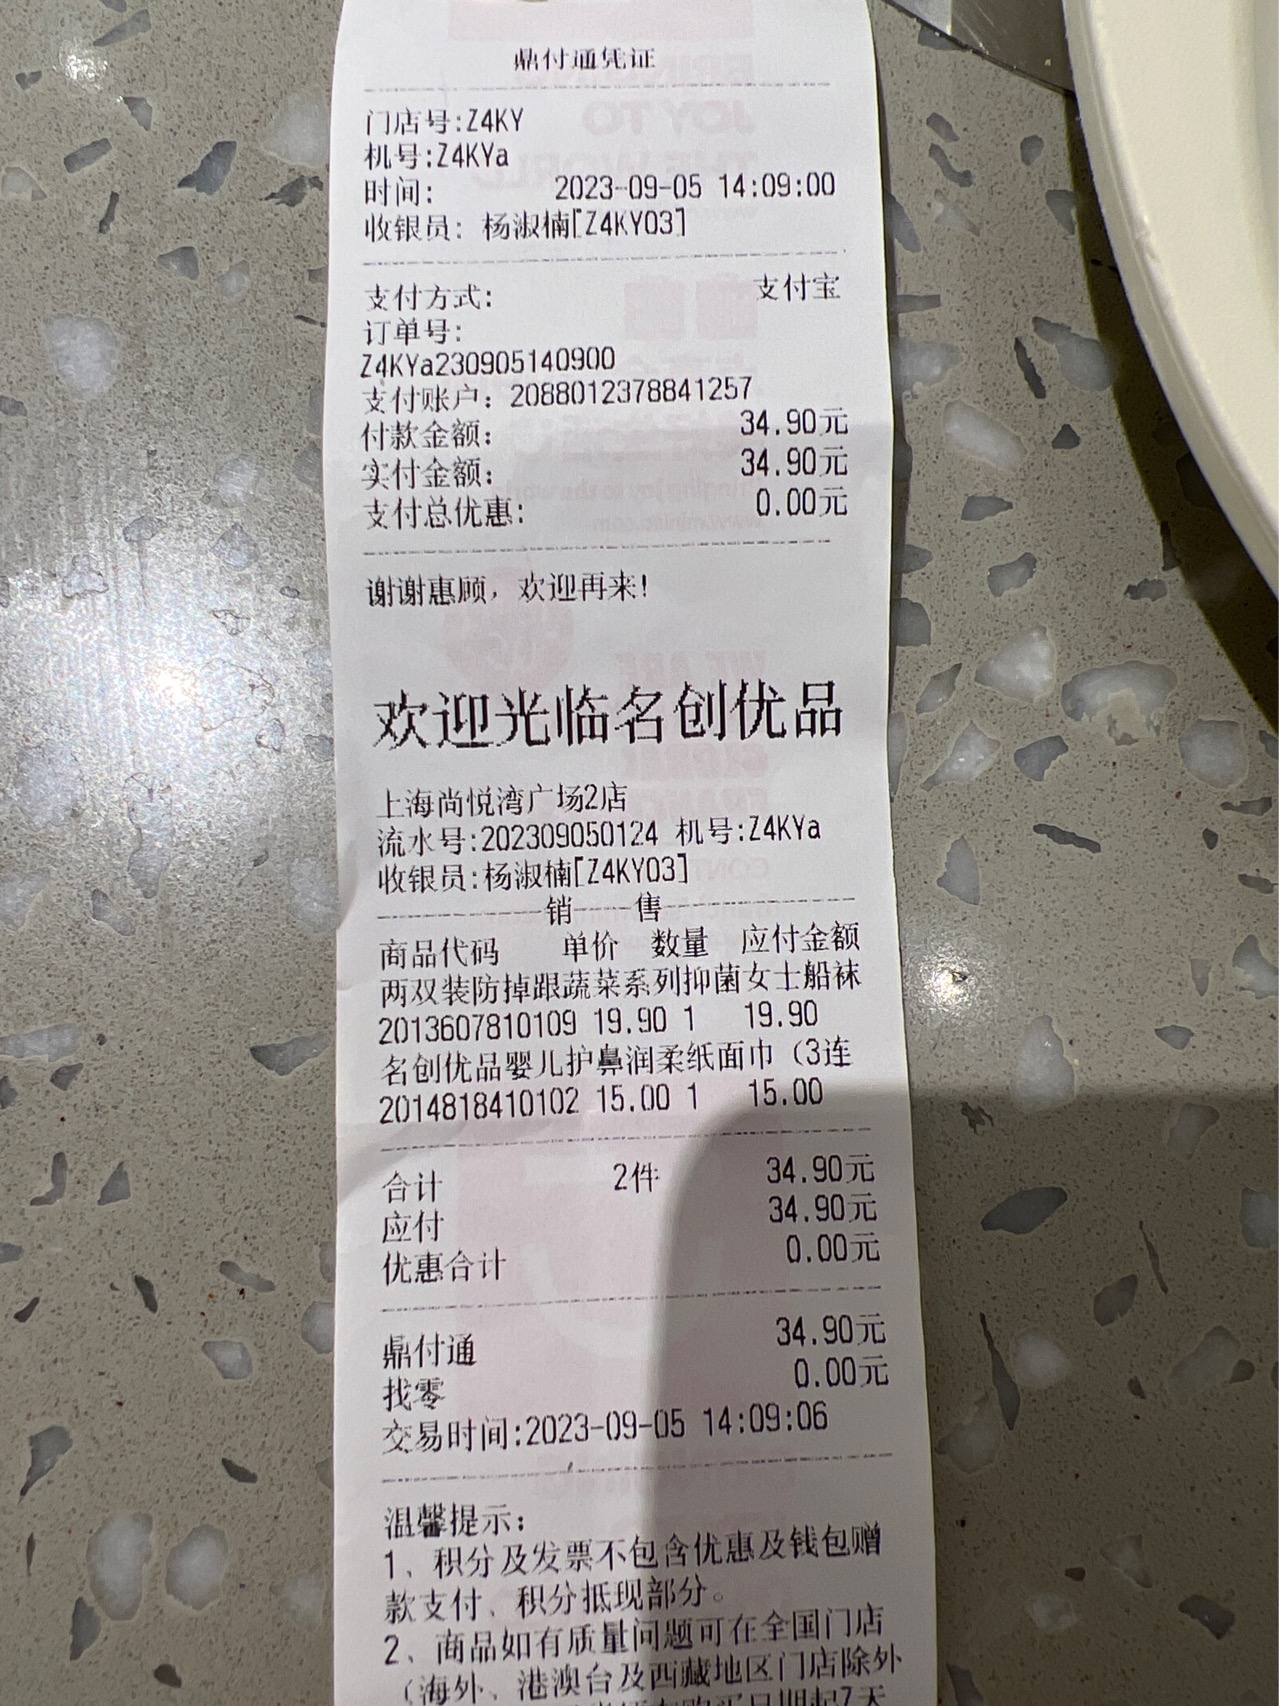 鼎付通凭证
门店号:Z4KY
机号:Z4KYa
时间: 2023-09-05 14:09:00
收银员: 杨淑楠[Z4KY03]
支付方式: 支付宝
订单号:
Z4KYa230905140900
支付账户: 2088012378841257
付款金额: 34.90元
实付金额: 34.90元
支付总优惠: 0.00元
谢谢惠顾，欢迎再来!
欢迎光临名创优品
上海尚悦湾广场2店
流水号:202309050124 机号:Z4KYa
收银员:杨淑楠[Z4KY03]
销 售
商品代码 单价 数量 应付金额
两双装防掉跟蔬菜系列抑菌女士船袜
2013607810109 19.90 1 19.90
名创优品婴儿护鼻润柔纸面巾（3连
2014818410102 15.00 1 15.00
合计 2件 34.90元
应付 34.90元
优惠合计 0.00元
鼎付通 34.90元
找零 0.00元
交易时间:2023-09-05 14:09:06
温馨提示:
1、积分及发票不包含优惠及钱包赠
款支付、积分抵现部分。
2、商品如有质量问题可在全国门店
（海外、港澳台及西藏地区门店除外
购买日期起7天